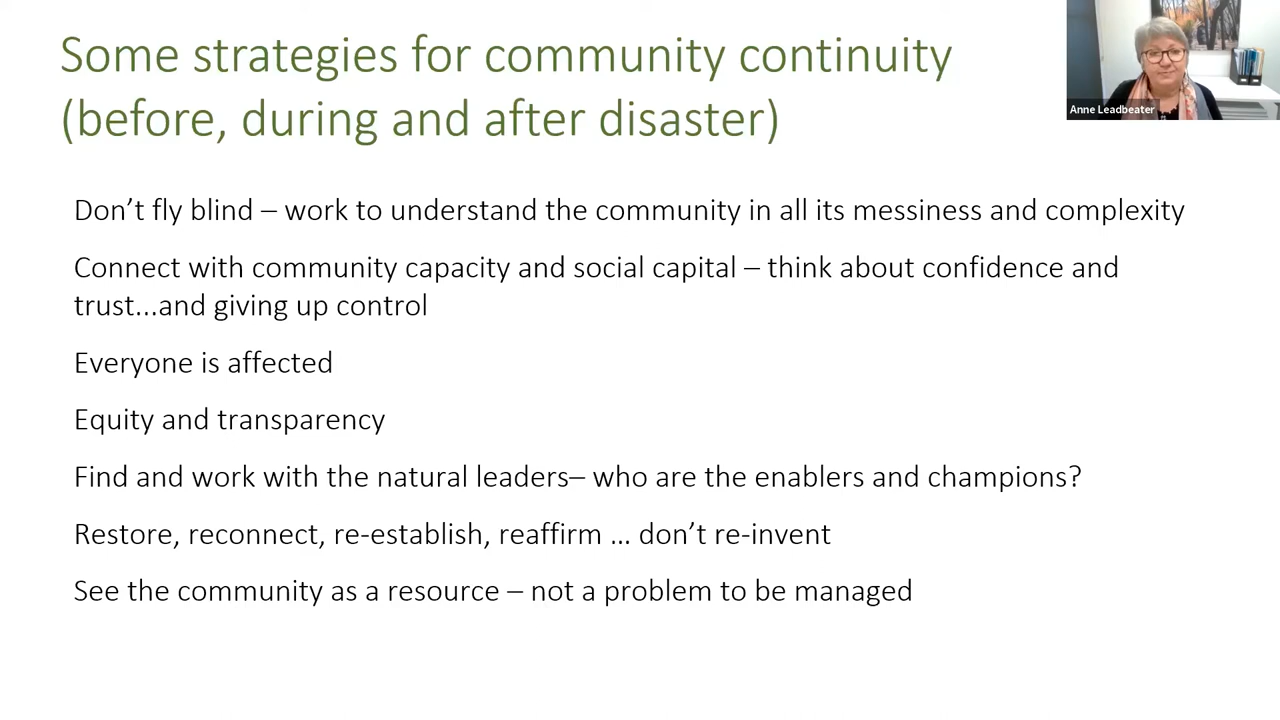 Some strategies for community continuity
(before, during and after disaster)
Anne Leadbeater
Don’t fly blind – work to understand the community in all its messiness and complexity
Connect with community capacity and social capital – think about confidence and
trust...and giving up control
Everyone is affected
Equity and transparency
Find and work with the natural leaders– who are the enablers and champions?
Restore, reconnect, re-establish, reaffirm … don’t re-invent
See the community as a resource – not a problem to be managed